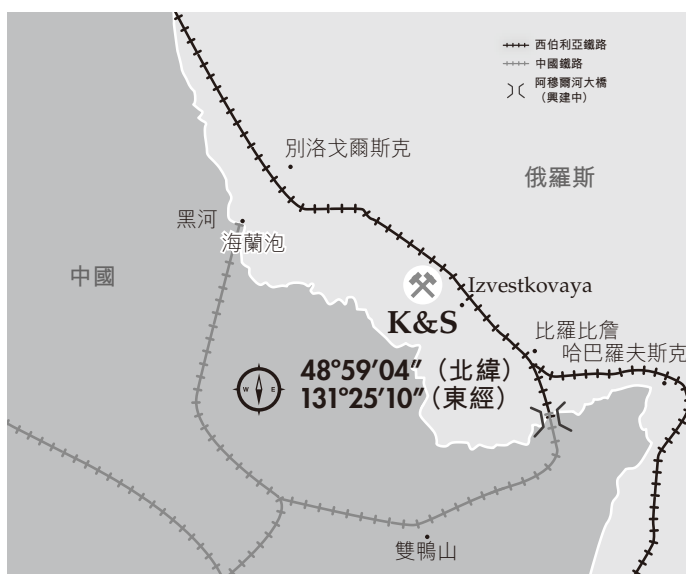 西伯利亞鐵路
中國鐵路
阿穆爾河大橋
（興建中）
別洛戈爾斯克
俄羅斯
黑河
海蘭泡
中國
Izvestkovaya
K&S
比羅比詹
哈巴羅夫斯克
48°59′04″（北緯）
W E
131°25′10″（東經）
雙鴨山